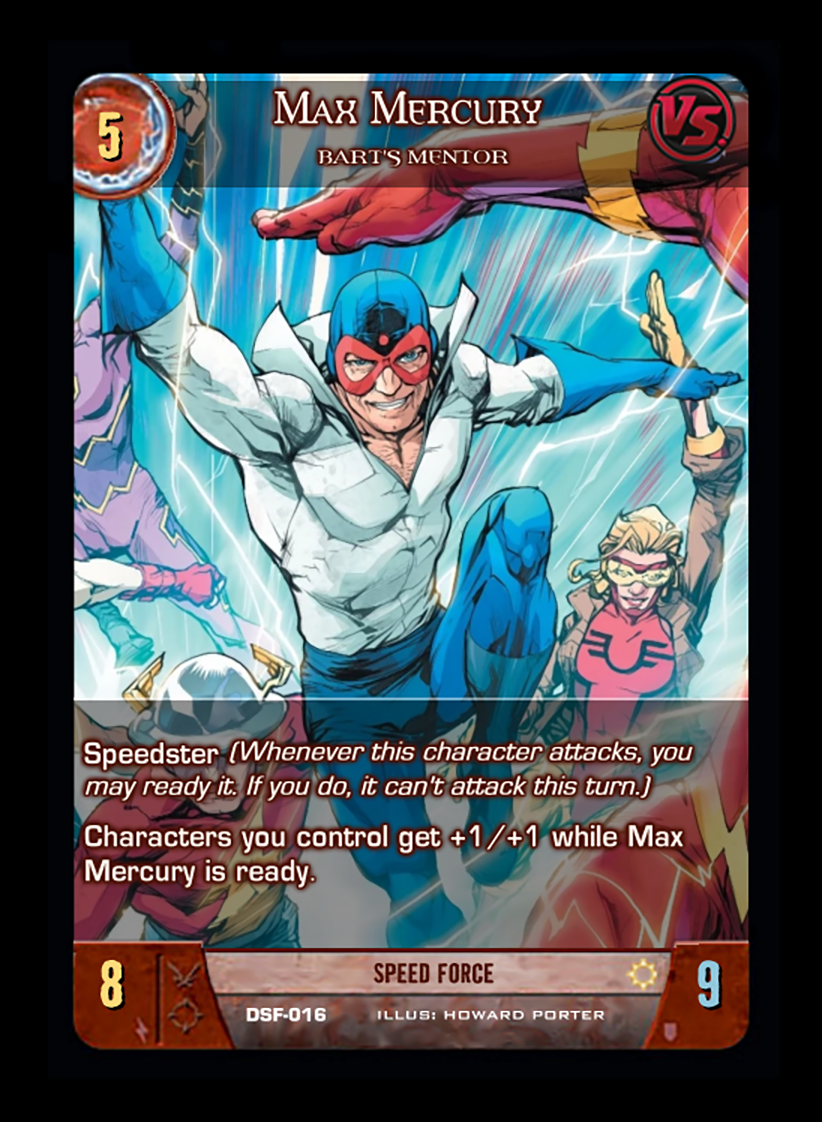 5
Max Mercury
VS.
BART'S MENTOR
Speedster (Whenever this character attacks, you
may ready it. If you do, it can't attack this turn.)
Characters you control get +1/+1 while Max
Mercury is ready.
8
SPEED FORCE
9
DSF-016 ILLUS: HOWARD PORTER